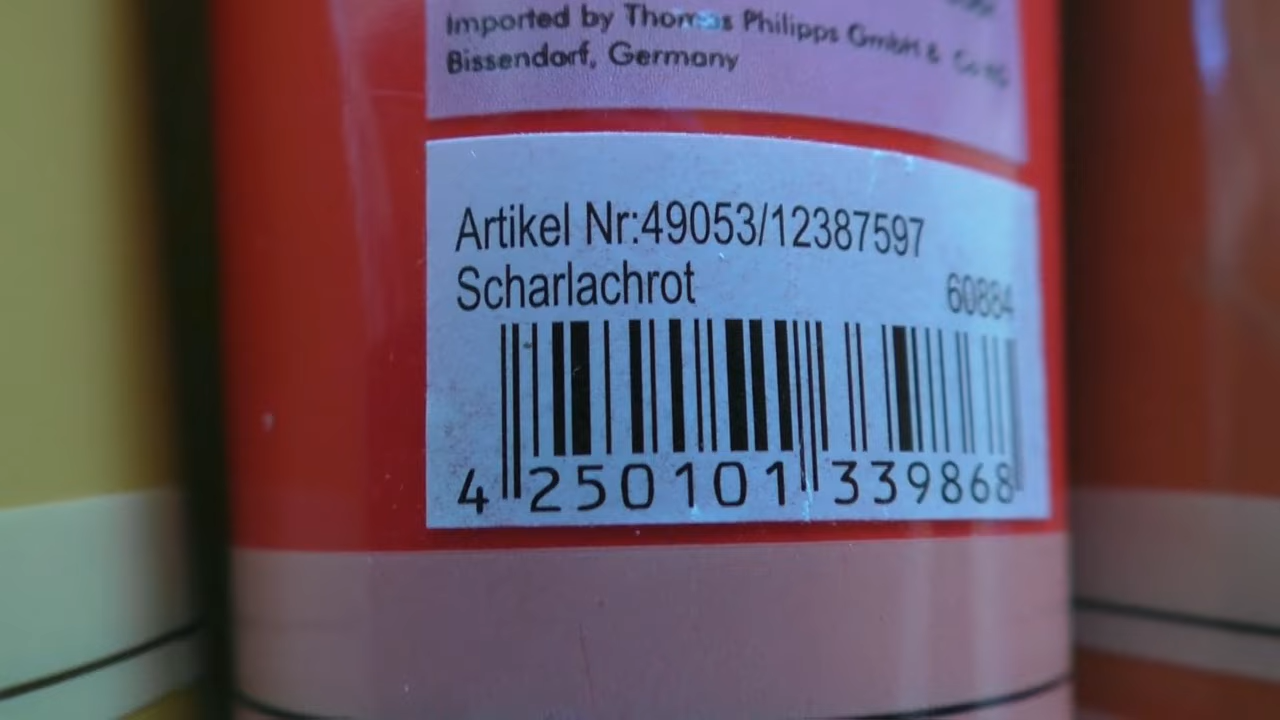 Imported by Thomas Philipps GmbH & Co KG
Bissendorf, Germany
Artikel Nr:49053/12387597
Scharlachrot
60884
4 250101 339868